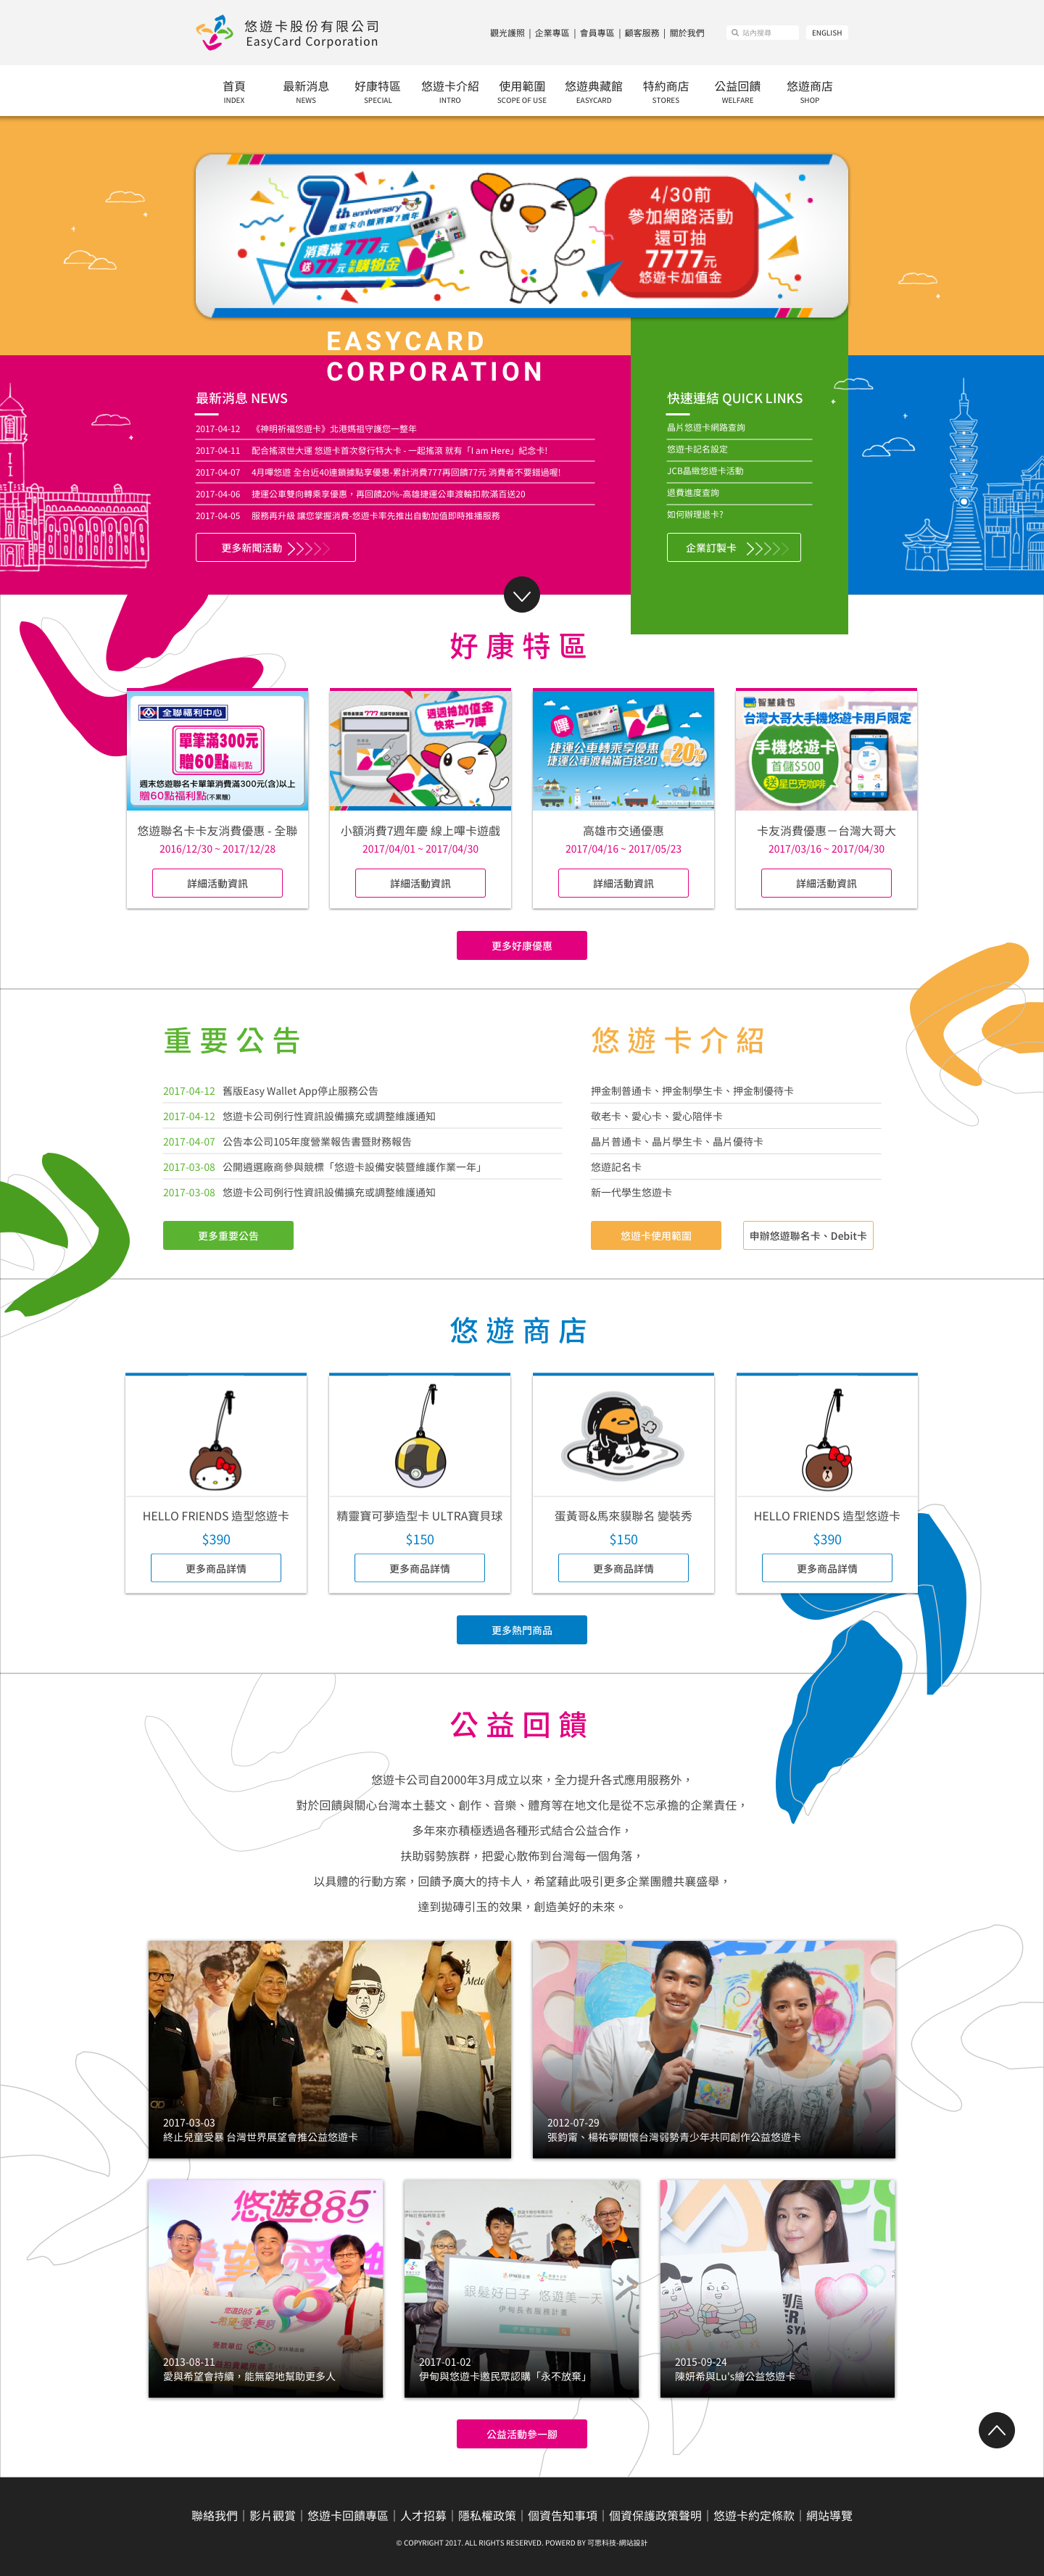 悠遊卡股份有限公司
EasyCard Corporation
觀光護照 | 企業專區 | 會員專區 | 顧客服務 | 關於我們
站內搜尋
ENGLISH
首頁 最新消息 好康特區 悠遊卡介紹 使用範圍 悠遊典藏館 特約商店 公益回饋 悠遊商店
INDEX NEWS SPECIAL INTRO SCOPE OF USE EASYCARD STORES WELFARE SHOP
7th anniversary
悠遊卡小額消費7週年
消費滿777元
送77元購物金
4/30前
參加網路活動
還可抽
7777元
悠遊卡加值金
EASYCARD
CORPORATION
最新消息 NEWS
2017-04-12 《神明祈福悠遊卡》北港媽祖守護您一整年
2017-04-11 配合搖滾世大運 悠遊卡首次發行特大卡 - 一起搖滾 就有「I am Here」紀念卡!
2017-04-07 4月嗶悠遊 全台近40連鎖據點享優惠-累計消費777再回饋77元 消費者不要錯過喔!
2017-04-06 捷運公車雙向轉乘享優惠，再回饋20%-高雄捷運公車渡輪扣款滿百送20
2017-04-05 服務再升級 讓您掌握消費-悠遊卡率先推出自動加值即時推播服務
更多新聞活動
快速連結 QUICK LINKS
晶片悠遊卡網路查詢
悠遊卡記名設定
JCB晶緻悠遊卡活動
退費進度查詢
如何辦理退卡?
企業訂製卡
好康特區
全聯福利中心
單筆滿300元
贈60點福利點
週末悠遊聯名卡單筆消費滿300元(含)以上
贈60點福利點(不累贈)
悠遊聯名卡卡友消費優惠 - 全聯
2016/12/30 ~ 2017/12/28
詳細活動資訊
週週抽加值金
快來一7嗶
777
小額消費7週年慶 線上嗶卡遊戲
2017/04/01 ~ 2017/04/30
詳細活動資訊
嗶
捷運公車轉乘享優惠
捷運公車渡輪滿百送20
20%
高雄市交通優惠
2017/04/16 ~ 2017/05/23
詳細活動資訊
智慧錢包
台灣大哥大手機悠遊卡用戶限定
手機悠遊卡
首儲$500
送星巴克咖啡
卡友消費優惠－台灣大哥大
2017/03/16 ~ 2017/04/30
詳細活動資訊
更多好康優惠
重要公告
2017-04-12 舊版Easy Wallet App停止服務公告
2017-04-12 悠遊卡公司例行性資訊設備擴充或調整維護通知
2017-04-07 公告本公司105年度營業報告書暨財務報告
2017-03-08 公開遴選廠商參與競標「悠遊卡設備安裝暨維護作業一年」
2017-03-08 悠遊卡公司例行性資訊設備擴充或調整維護通知
更多重要公告
悠遊卡介紹
押金制普通卡、押金制學生卡、押金制優待卡
敬老卡、愛心卡、愛心陪伴卡
晶片普通卡、晶片學生卡、晶片優待卡
悠遊記名卡
新一代學生悠遊卡
悠遊卡使用範圍
申辦悠遊聯名卡、Debit卡
悠遊商店
HELLO FRIENDS 造型悠遊卡
$390
更多商品詳情
精靈寶可夢造型卡 ULTRA寶貝球
$150
更多商品詳情
蛋黃哥&馬來貘聯名 變裝秀
$150
更多商品詳情
HELLO FRIENDS 造型悠遊卡
$390
更多商品詳情
更多熱門商品
公益回饋
悠遊卡公司自2000年3月成立以來，全力提升各式應用服務外，
對於回饋與關心台灣本土藝文、創作、音樂、體育等在地文化是從不忘承擔的企業責任，
多年來亦積極透過各種形式結合公益合作，
扶助弱勢族群，把愛心散佈到台灣每一個角落，
以具體的行動方案，回饋予廣大的持卡人，希望藉此吸引更多企業團體共襄盛舉，
達到拋磚引玉的效果，創造美好的未來。
2017-03-03
終止兒童受暴 台灣世界展望會推公益悠遊卡
2012-07-29
張鈞甯、楊祐寧關懷台灣弱勢青少年共同創作公益悠遊卡
悠遊885
2013-08-11
愛與希望會持續，能無窮地幫助更多人
銀髮好日子 悠遊美一天
伊甸長者服務計畫
2017-01-02
伊甸與悠遊卡邀民眾認購「永不放棄」
2015-09-24
陳妍希與Lu's繪公益悠遊卡
公益活動參一腳
聯絡我們 | 影片觀賞 | 悠遊卡回饋專區 | 人才招募 | 隱私權政策 | 個資告知事項 | 個資保護政策聲明 | 悠遊卡約定條款 | 網站導覽
© COPYRIGHT 2017. ALL RIGHTS RESERVED. POWERD BY 可思科技-網站設計